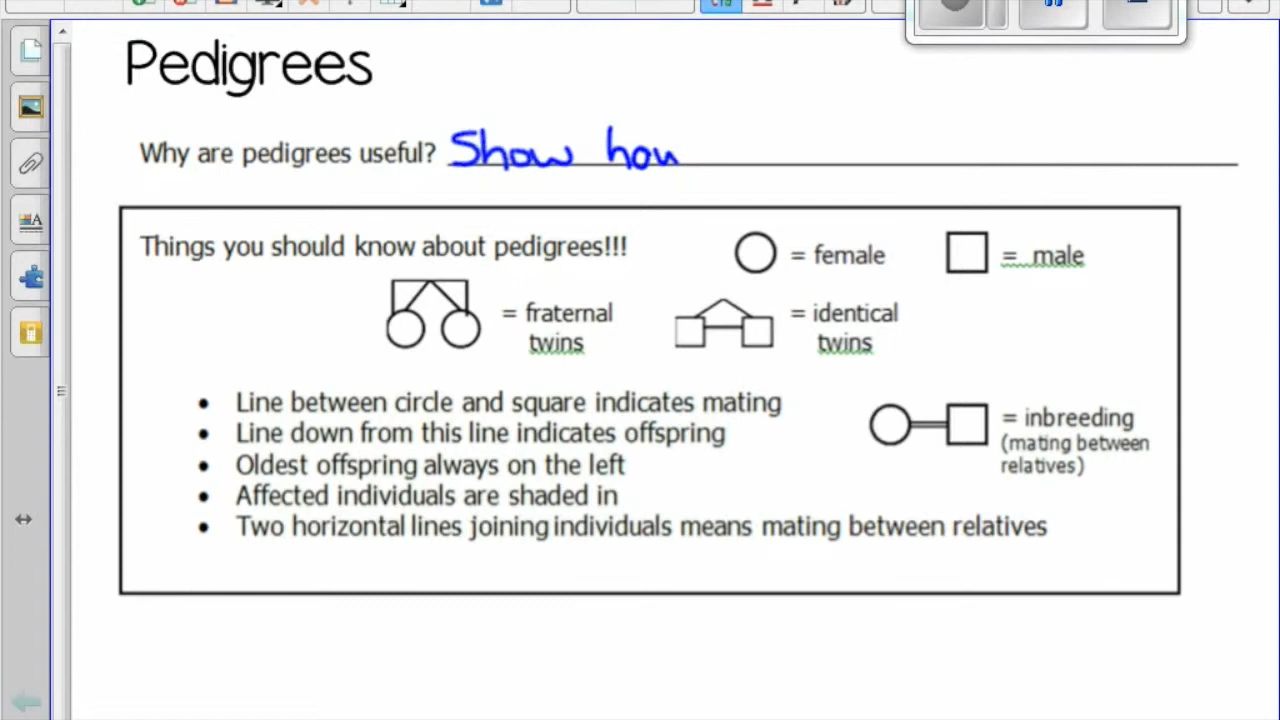 Pedigrees
Why are pedigrees useful? Show how
Things you should know about pedigrees!!!
= female
= male
= fraternal
twins
= identical
twins
• Line between circle and square indicates mating
• Line down from this line indicates offspring
• Oldest offspring always on the left
• Affected individuals are shaded in
• Two horizontal lines joining individuals means mating between relatives
= inbreeding
(mating between
relatives)